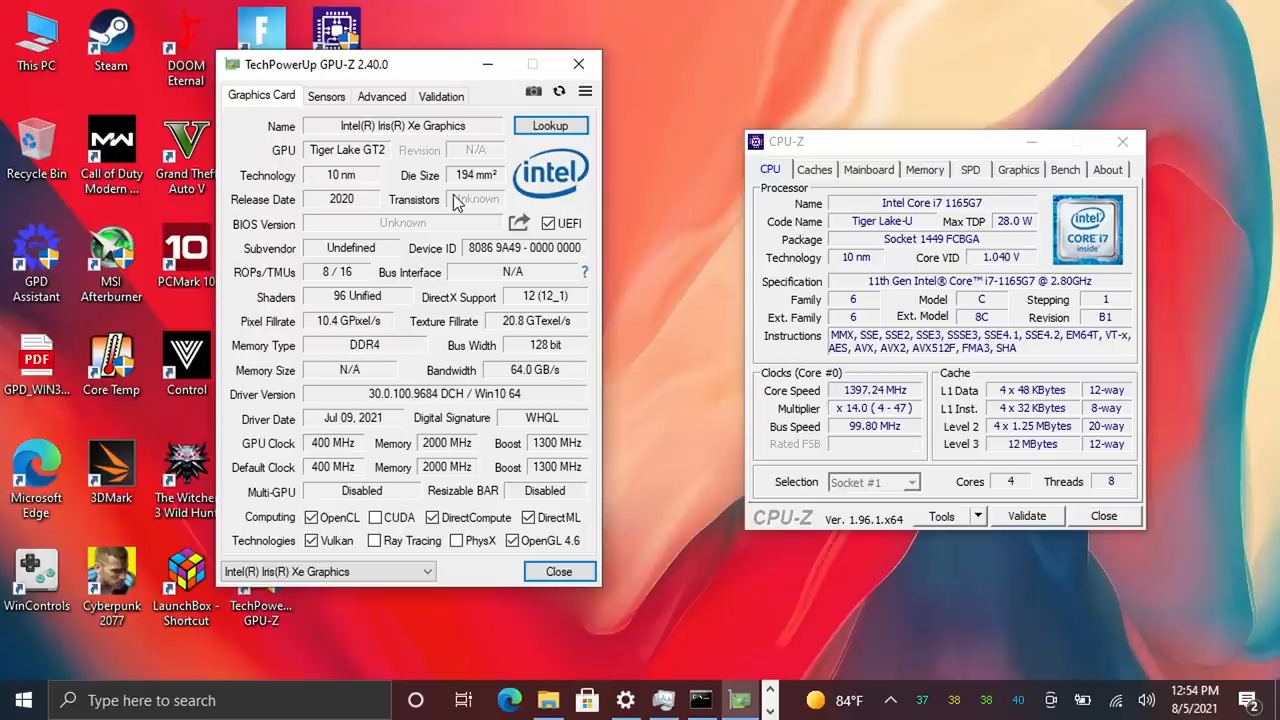 This PC
Steam
DOOM
Eternal
Recycle Bin
Call of Duty
Modern ...
Grand Theft
Auto V
GPD
Assistant
MSI
Afterburner
10
PCMark 10
PDF
GPD_WIN3...
Core Temp
Control
Microsoft
Edge
3DMark
The Witcher
3 Wild Hunt
WinControls
Cyberpunk
2077
LaunchBox -
Shortcut
TechPowe...
GPU-Z
TechPowerUp GPU-Z 2.40.0
Graphics Card Sensors Advanced Validation
Name Intel(R) Iris(R) Xe Graphics Lookup
GPU Tiger Lake GT2 Revision N/A
intel
Technology 10 nm Die Size 194 mm²
Release Date 2020 Transistors
BIOS Version Unknown UEFI
Subvendor Undefined Device ID 8086 9A49 - 0000 0000
ROPs/TMUs 8 / 16 Bus Interface N/A ?
Shaders 96 Unified DirectX Support 12 (12_1)
Pixel Fillrate 10.4 GPixel/s Texture Fillrate 20.8 GTexel/s
Memory Type DDR4 Bus Width 128 bit
Memory Size N/A Bandwidth 64.0 GB/s
Driver Version 30.0.100.9684 DCH / Win10 64
Driver Date Jul 09, 2021 Digital Signature WHQL
GPU Clock 400 MHz Memory 2000 MHz Boost 1300 MHz
Default Clock 400 MHz Memory 2000 MHz Boost 1300 MHz
Multi-GPU Disabled Resizable BAR Disabled
Computing OpenCL CUDA DirectCompute DirectML
Technologies Vulkan Ray Tracing PhysX OpenGL 4.6
Intel(R) Iris(R) Xe Graphics Close
CPU-Z
CPU Caches Mainboard Memory SPD Graphics Bench About
Processor
Name Intel Core i7 1165G7
Code Name Tiger Lake-U Max TDP 28.0 W
Package Socket 1449 FCBGA
Technology 10 nm Core VID 1.040 V
intel
CORE i7
inside
Specification 11th Gen Intel® Core™ i7-1165G7 @ 2.80GHz
Family 6 Model C Stepping 1
Ext. Family 6 Ext. Model 8C Revision B1
Instructions MMX, SSE, SSE2, SSE3, SSSE3, SSE4.1, SSE4.2, EM64T, VT-x,
AES, AVX, AVX2, AVX512F, FMA3, SHA
Clocks (Core #0)
Core Speed 1397.24 MHz
Multiplier x 14.0 ( 4 - 47 )
Bus Speed 99.80 MHz
Rated FSB
Cache
L1 Data 4 x 48 KBytes 12-way
L1 Inst. 4 x 32 KBytes 8-way
Level 2 4 x 1.25 MBytes 20-way
Level 3 12 MBytes 12-way
Selection Socket #1 Cores 4 Threads 8
CPU-Z Ver. 1.96.1.x64 Tools Validate Close
Type here to search
84°F 37 38 38 40
12:54 PM
8/5/2021
2